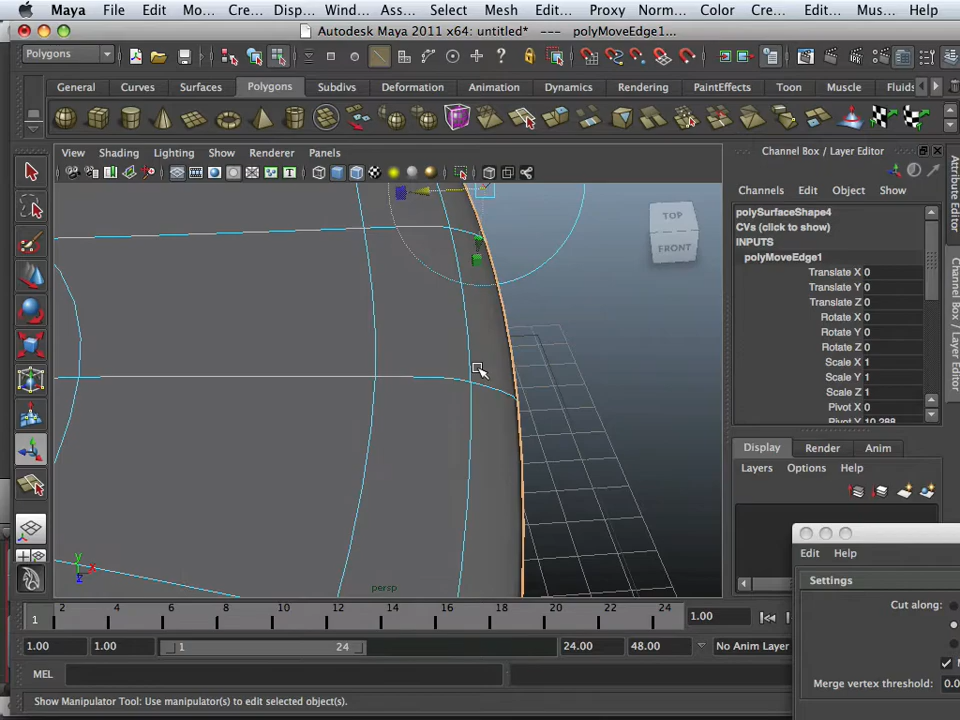 Maya File Edit Mo... Cre... Disp... Wind... Ass... Select Mesh Edit... Proxy Norm... Color Cre... Edit... Mus... Help
Autodesk Maya 2011 x64: untitled* --- polyMoveEdge1...
Polygons
General Curves Surfaces Polygons Subdivs Deformation Animation Dynamics Rendering PaintEffects Toon Muscle Fluids
View Shading Lighting Show Renderer Panels
Channel Box / Layer Editor
Channels Edit Object Show
polySurfaceShape4
CVs (click to show)
INPUTS
polyMoveEdge1
Translate X 0
Translate Y 0
Translate Z 0
Rotate X 0
Rotate Y 0
Rotate Z 0
Scale X 1
Scale Y 1
Scale Z 1
Pivot X 0
Pivot Y 10.288
Attribute Editor
Channel Box / Layer Editor
TOP
FRONT
Display Render Anim
Layers Options Help
persp
y
x
z
Edit Help
Settings
Cut along:
Merge vertex threshold: 0.0
1
2 4 6 8 10 12 14 16 18 20 22 24
1.00
1.00 1.00 1 24 24.00 48.00 No Anim Layer
MEL
Show Manipulator Tool: Use manipulator(s) to edit selected object(s).